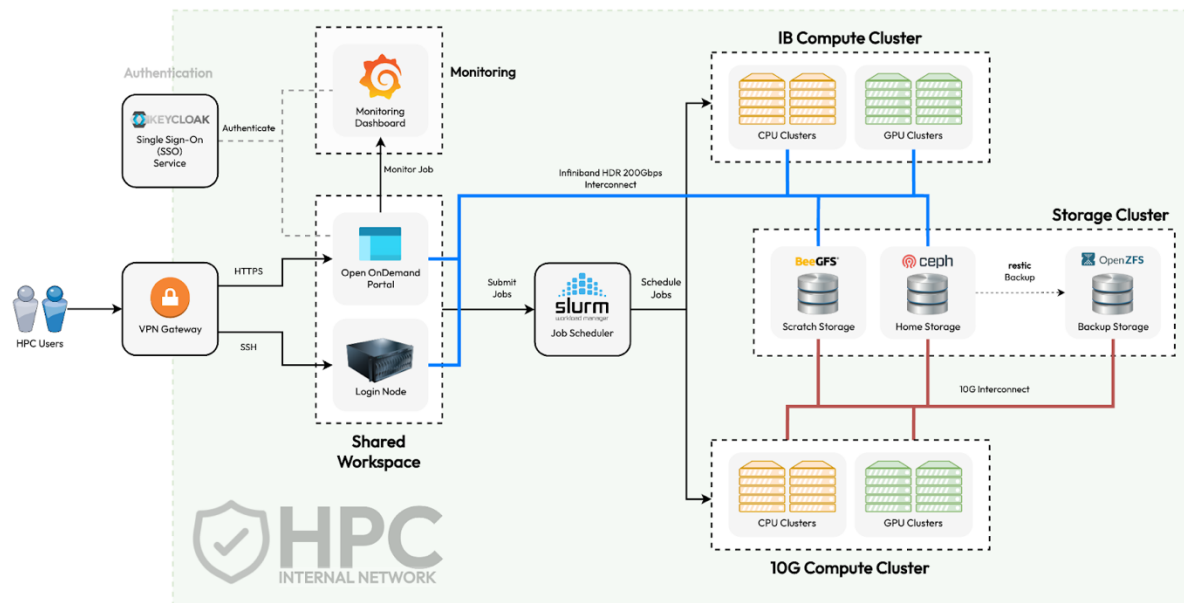 Authentication
KEYCLOAK
Single Sign-On
(SSO)
Service
Authenticate
Monitoring
Dashboard
Monitoring
Monitor Job
HPC Users
VPN Gateway
HTTPS
SSH
Open OnDemand
Portal
Login Node
Shared
Workspace
Submit
Jobs
slurm
workload manager
Job Scheduler
Schedule
Jobs
Infiniband HDR 200Gbps
Interconnect
IB Compute Cluster
CPU Clusters
GPU Clusters
Storage Cluster
BeeGFS®
Scratch Storage
ceph
Home Storage
restic
Backup
OpenZFS
Backup Storage
10G Interconnect
CPU Clusters
GPU Clusters
10G Compute Cluster
HPC
INTERNAL NETWORK